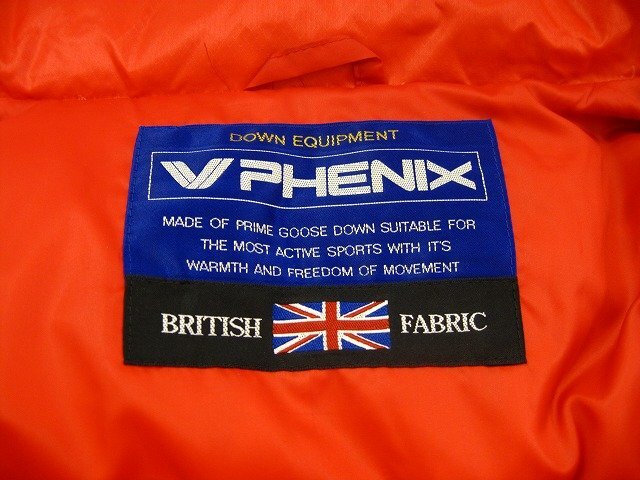 DOWN EQUIPMENT
PHENIX
MADE OF PRIME GOOSE DOWN SUITABLE FOR
THE MOST ACTIVE SPORTS WITH IT'S
WARMTH AND FREEDOM OF MOVEMENT
BRITISH FABRIC